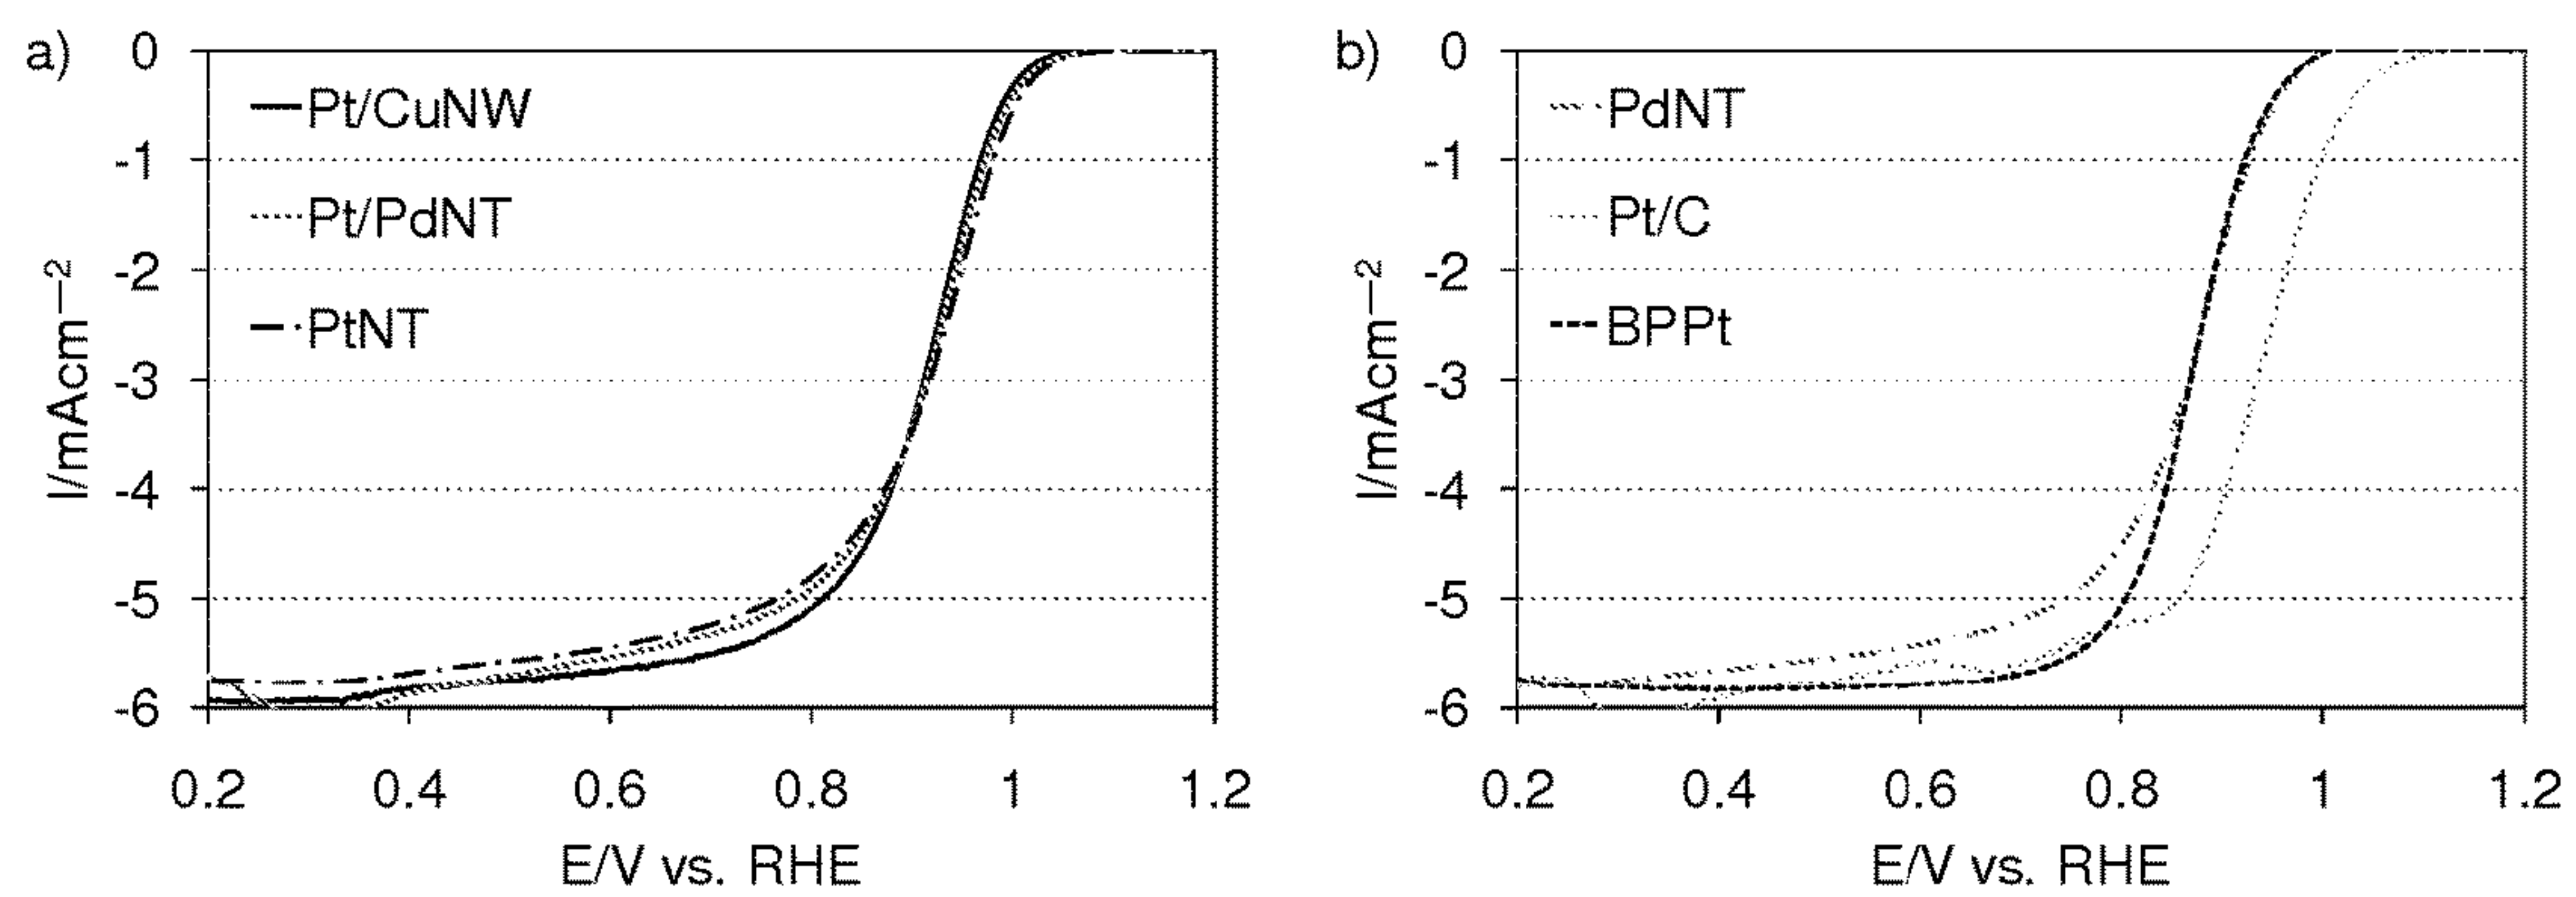 a)
0
-1
-2
-3
-4
-5
-6
I/mAcm⁻²
Pt/CuNW
Pt/PdNT
PtNT
0.2 0.4 0.6 0.8 1 1.2
E/V vs. RHE
b)
0
-1
-2
-3
-4
-5
-6
I/mAcm⁻²
PdNT
Pt/C
BPPt
0.2 0.4 0.6 0.8 1 1.2
E/V vs. RHE